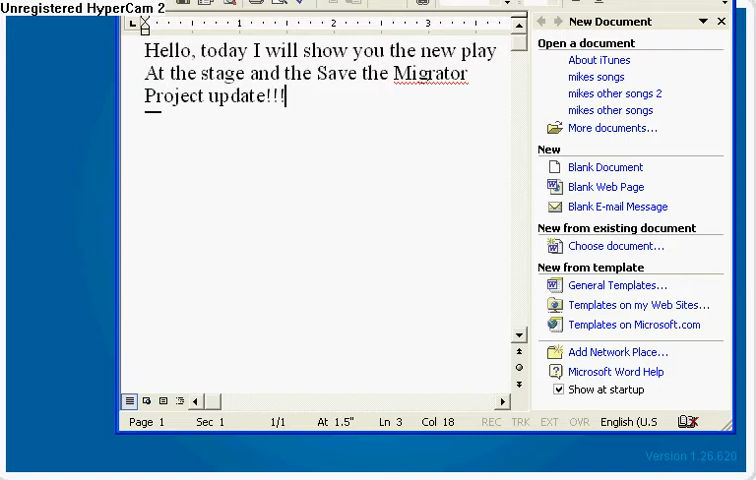 Unregistered HyperCam 2
1 2 3
Hello, today I will show you the new play
At the stage and the Save the Migrator
Project update!!!
New Document
Open a document
About iTunes
mikes songs
mikes other songs 2
mikes other songs
More documents...
New
Blank Document
Blank Web Page
Blank E-mail Message
New from existing document
Choose document...
New from template
General Templates...
Templates on my Web Sites...
Templates on Microsoft.com
Add Network Place...
Microsoft Word Help
Show at startup
Page 1 Sec 1 1/1 At 1.5" Ln 3 Col 18 REC TRK EXT OVR English (U.S
Version 1.26.620